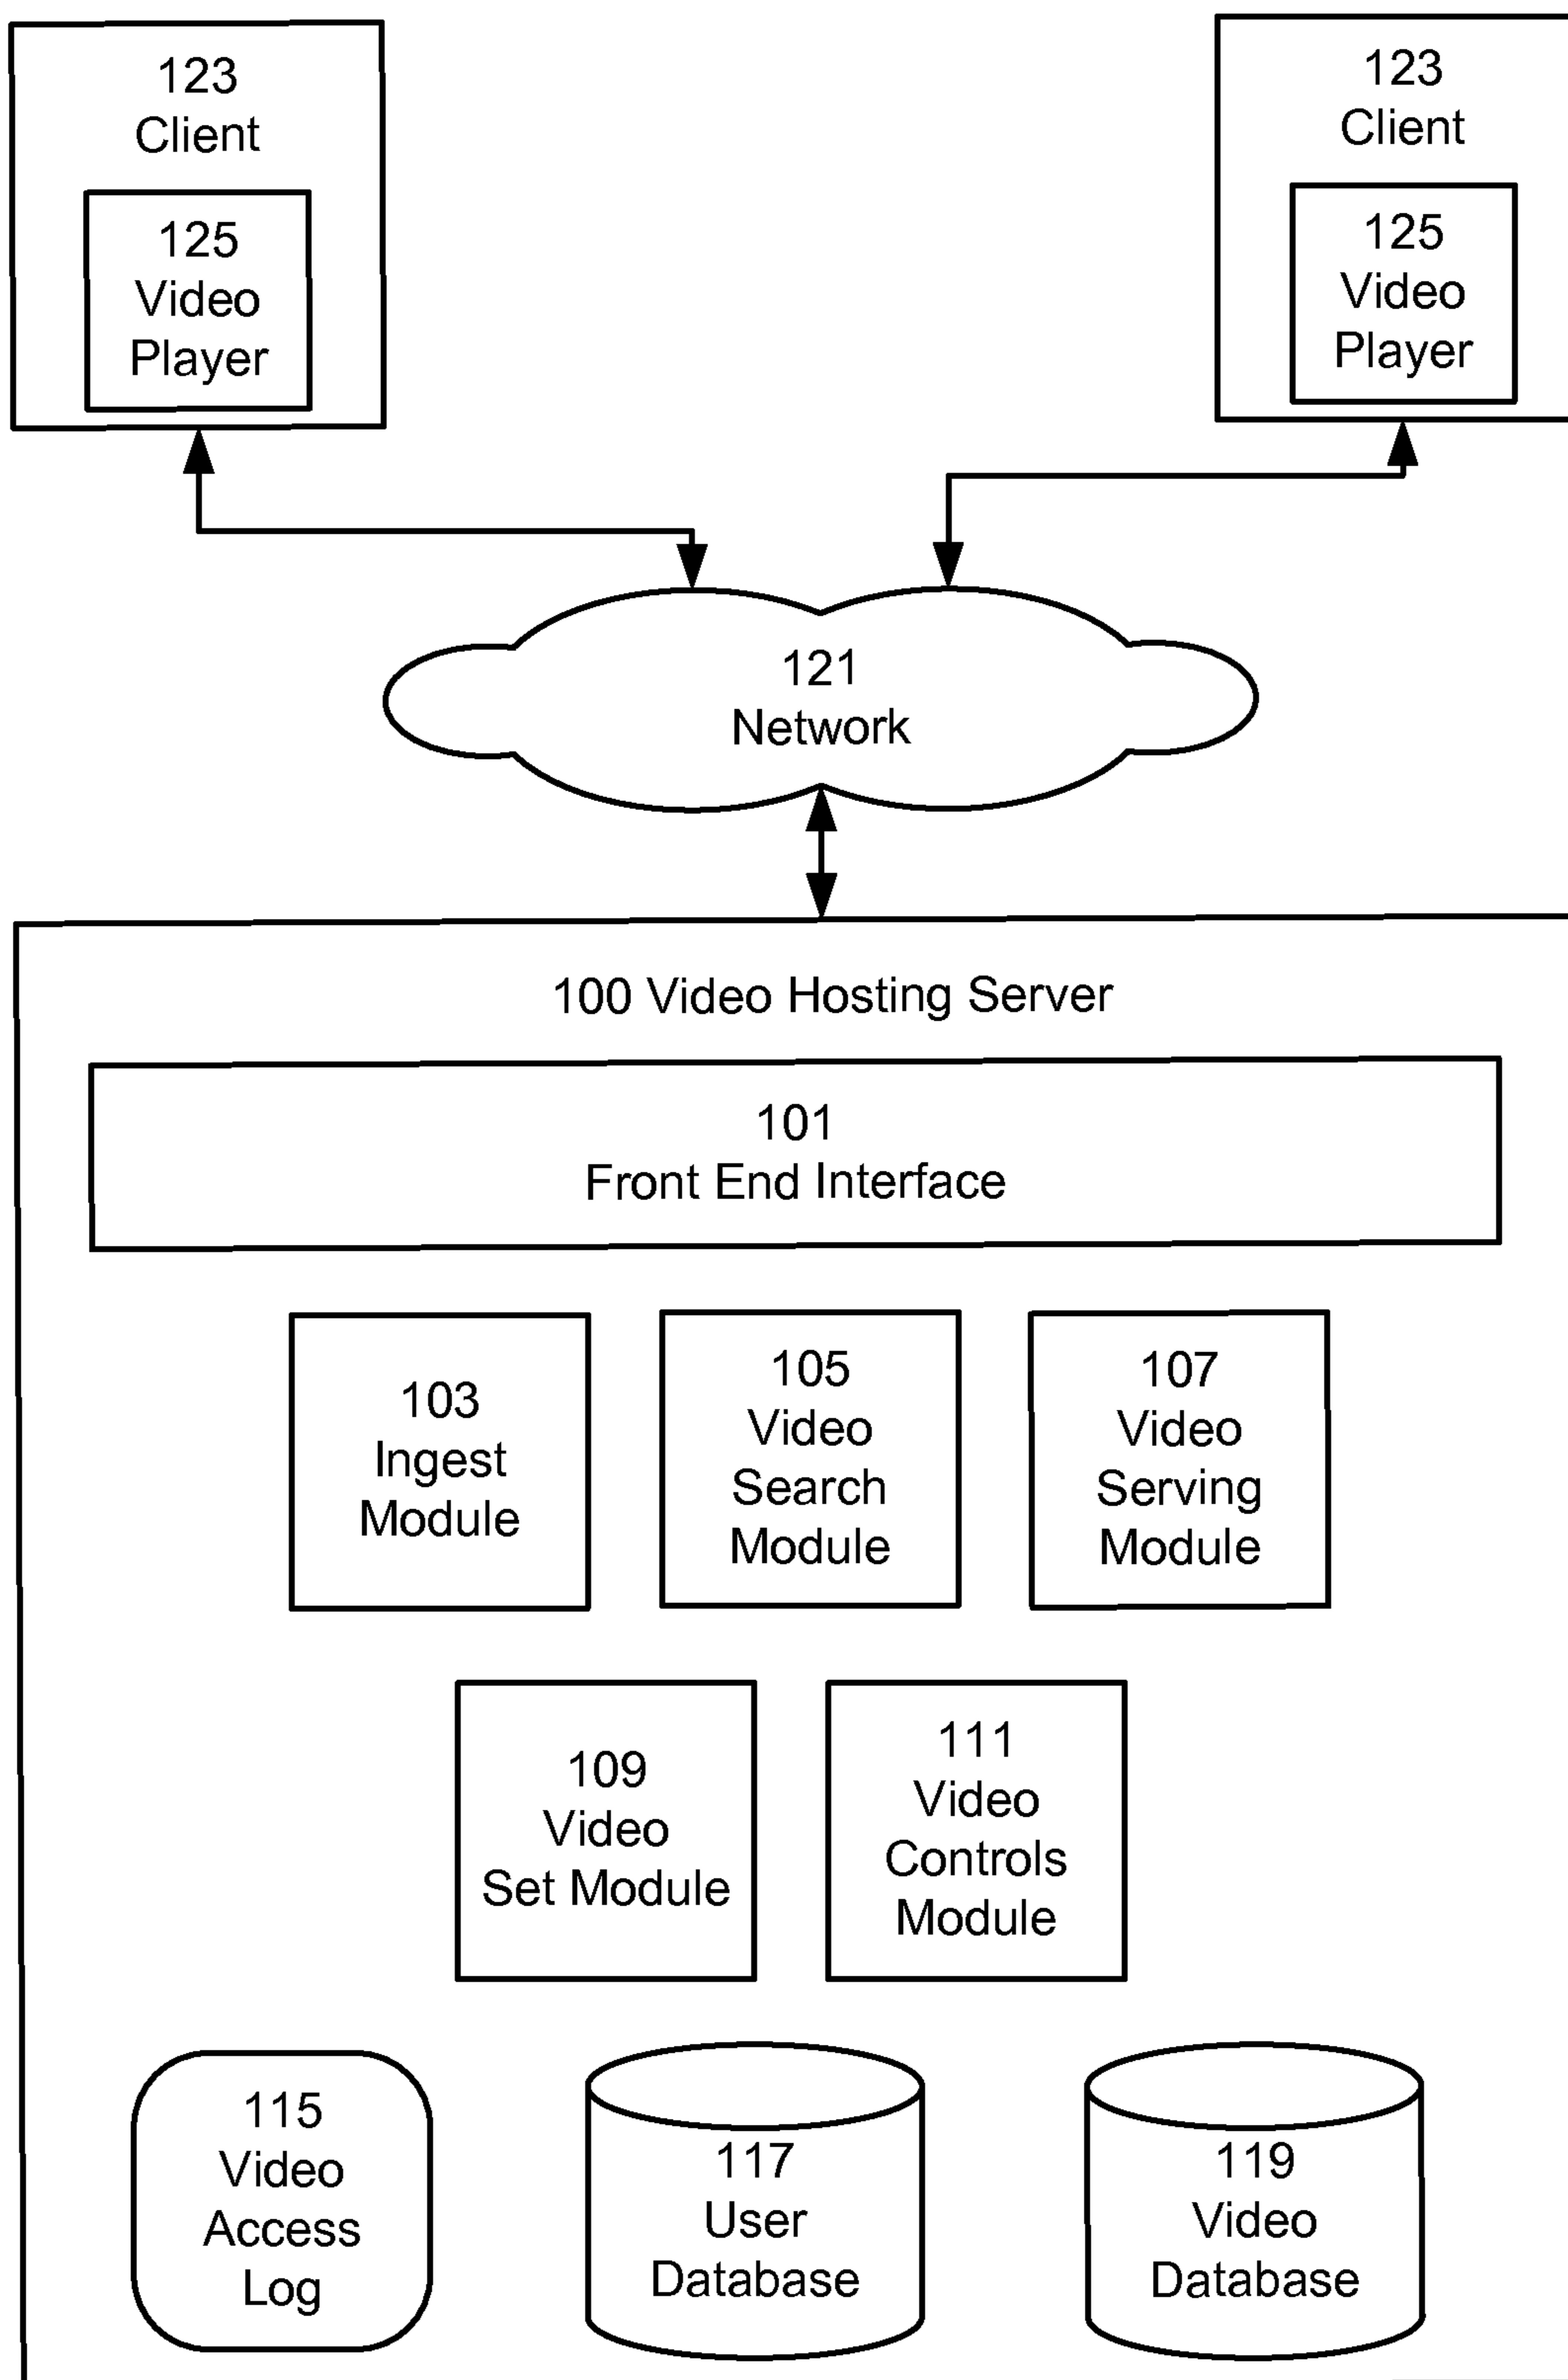 123
Client
125
Video
Player
123
Client
125
Video
Player
121
Network
100 Video Hosting Server
101
Front End Interface
103
Ingest
Module
105
Video
Search
Module
107
Video
Serving
Module
109
Video
Set Module
111
Video
Controls
Module
115
Video
Access
Log
117
User
Database
119
Video
Database